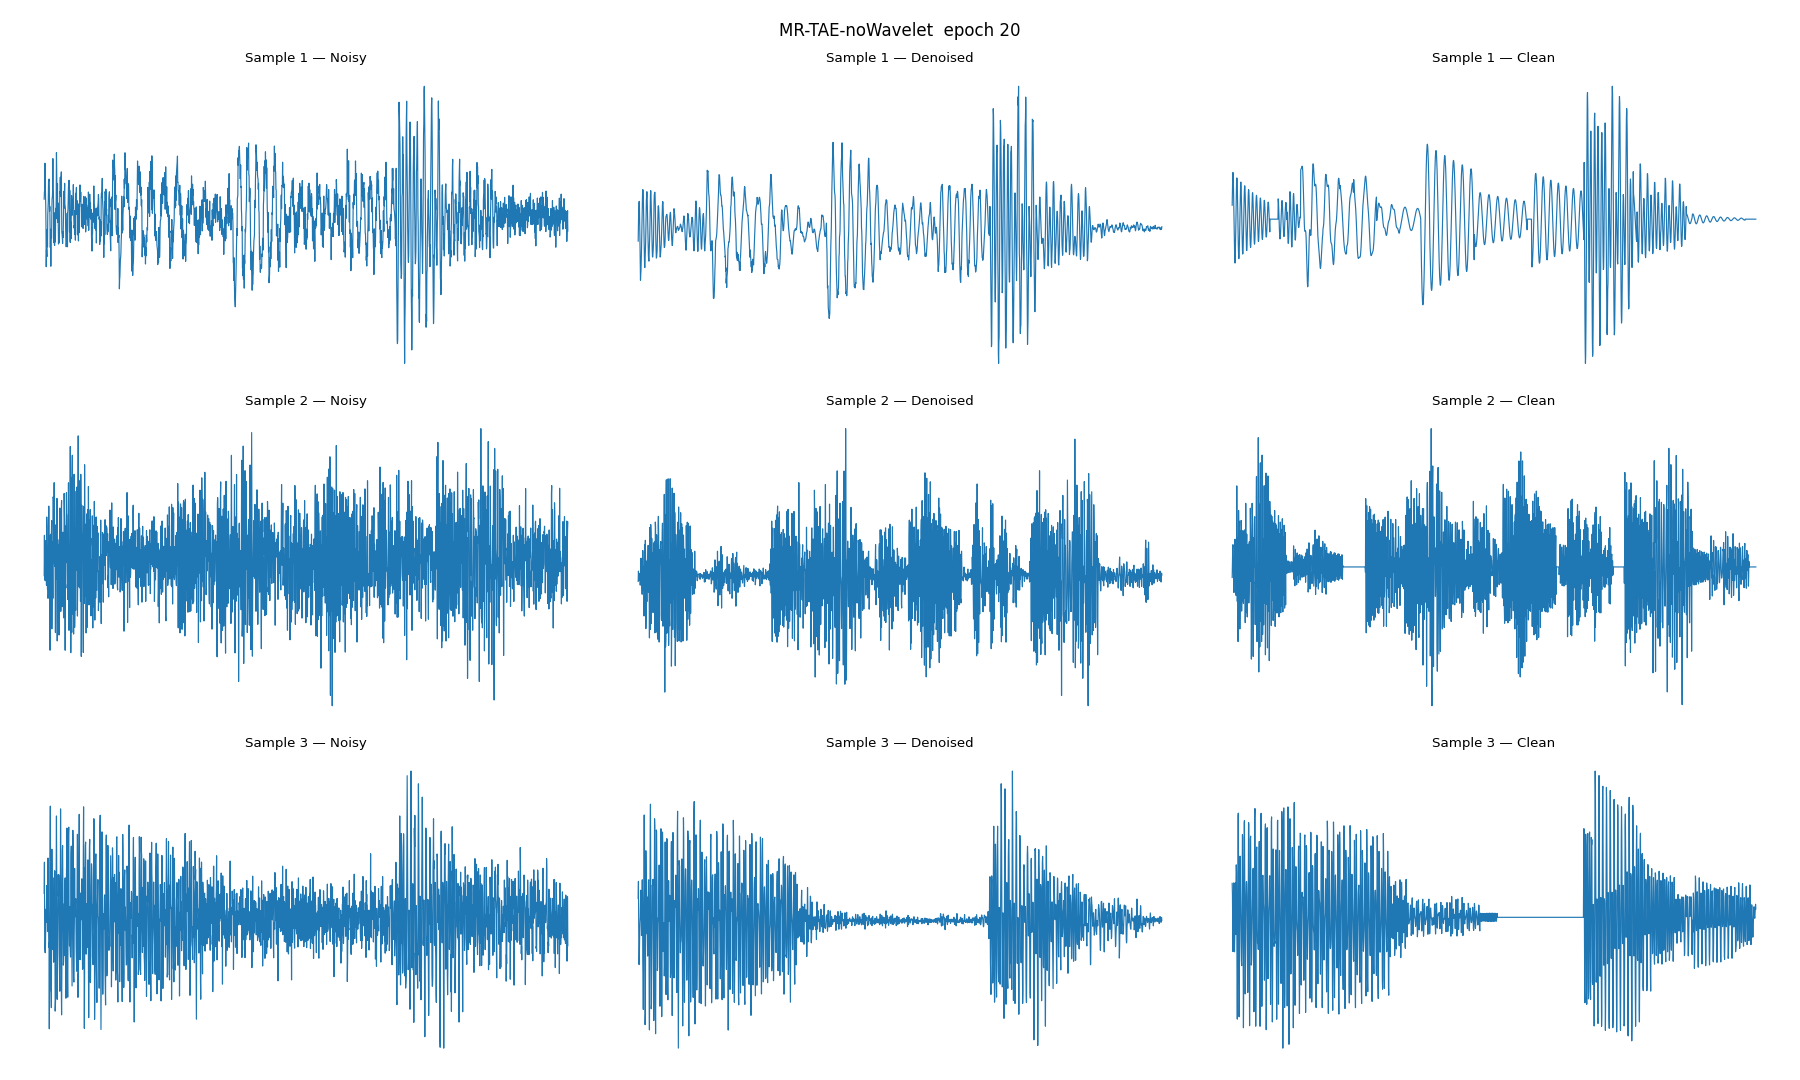 MR-TAE-noWavelet  epoch 20
Sample 1 — Noisy
Sample 1 — Denoised
Sample 1 — Clean
Sample 2 — Noisy
Sample 2 — Denoised
Sample 2 — Clean
Sample 3 — Noisy
Sample 3 — Denoised
Sample 3 — Clean